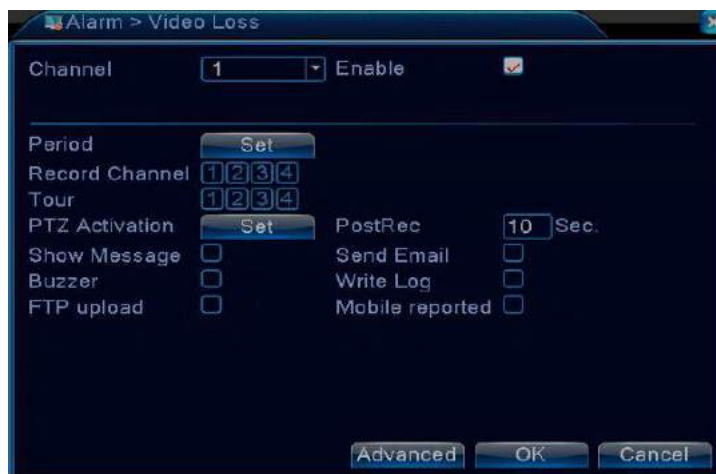 Alarm > Video Loss
Channel 1 Enable
Period Set
Record Channel 1 2 3 4
Tour 1 2 3 4
PTZ Activation Set PostRec 10 Sec.
Show Message Send Email
Buzzer Write Log
FTP upload Mobile reported
Advanced OK Cancel